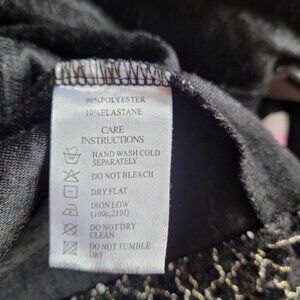 90%POLYESTER
10%ELASTANE
CARE
INSTRUCTIONS
HAND WASH COLD
SEPARATELY
DO NOT BLEACH
DRY FLAT
IRON LOW
(100c,210f)
DO NOT DRY
CLEAN
DO NOT TUMBLE
DRY